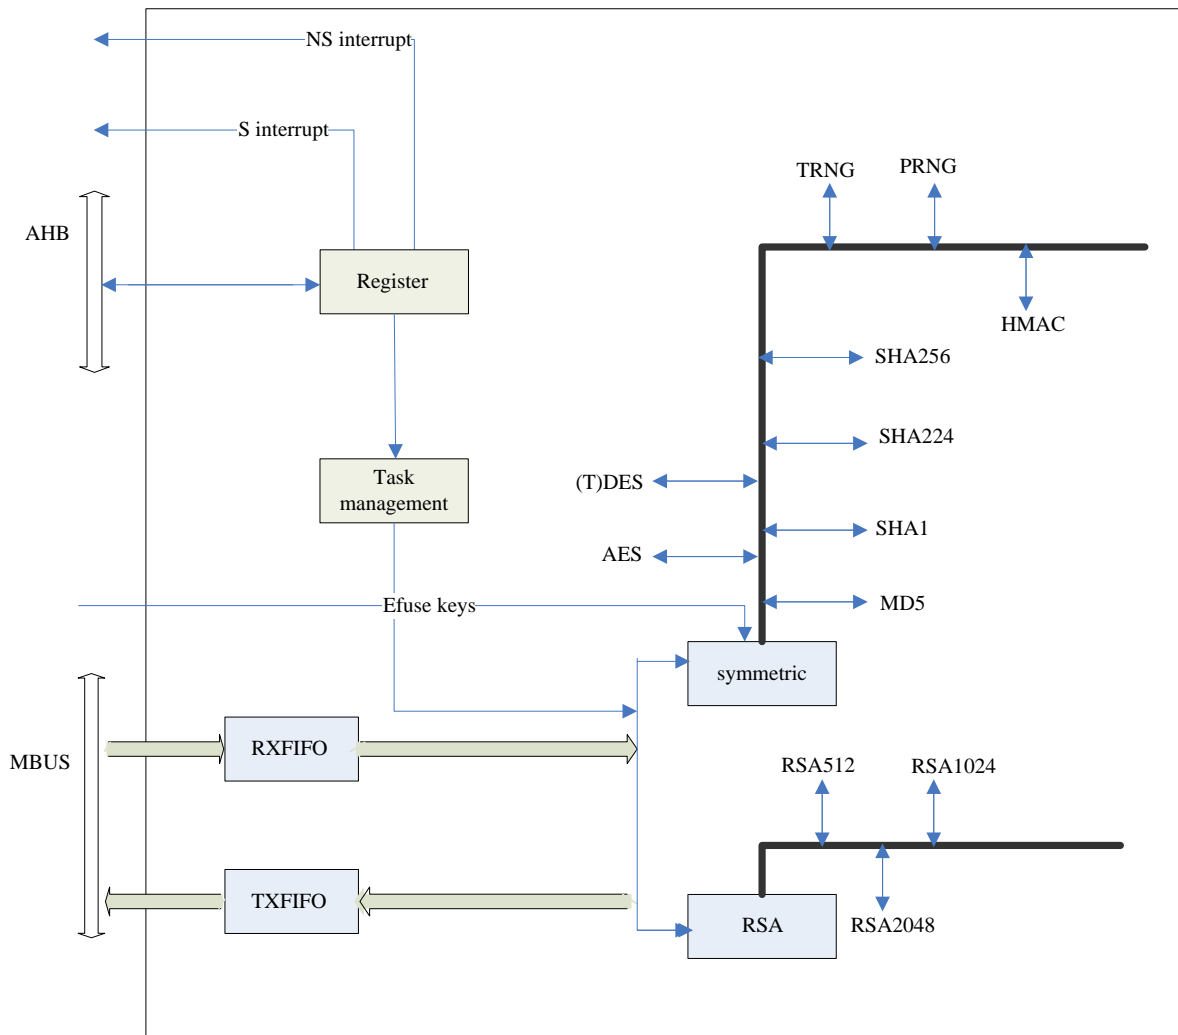 NS interrupt
S interrupt
TRNG
PRNG
AHB
Register
HMAC
SHA256
SHA224
Task
management
(T)DES
SHA1
AES
Efuse keys
MD5
symmetric
RXFIFO
MBUS
RSA512
RSA1024
TXFIFO
RSA
RSA2048